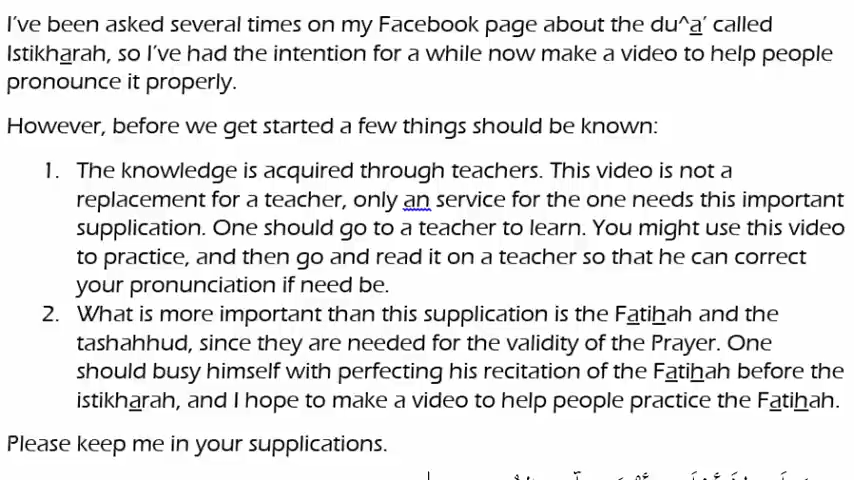 I've been asked several times on my Facebook page about the du^a' called
Istikharah, so I've had the intention for a while now make a video to help people
pronounce it properly.
However, before we get started a few things should be known:
1. The knowledge is acquired through teachers. This video is not a
replacement for a teacher, only an service for the one needs this important
supplication. One should go to a teacher to learn. You might use this video
to practice, and then go and read it on a teacher so that he can correct
your pronunciation if need be.
2. What is more important than this supplication is the Fatihah and the
tashahhud, since they are needed for the validity of the Prayer. One
should busy himself with perfecting his recitation of the Fatihah before the
istikharah, and I hope to make a video to help people practice the Fatihah.
Please keep me in your supplications.